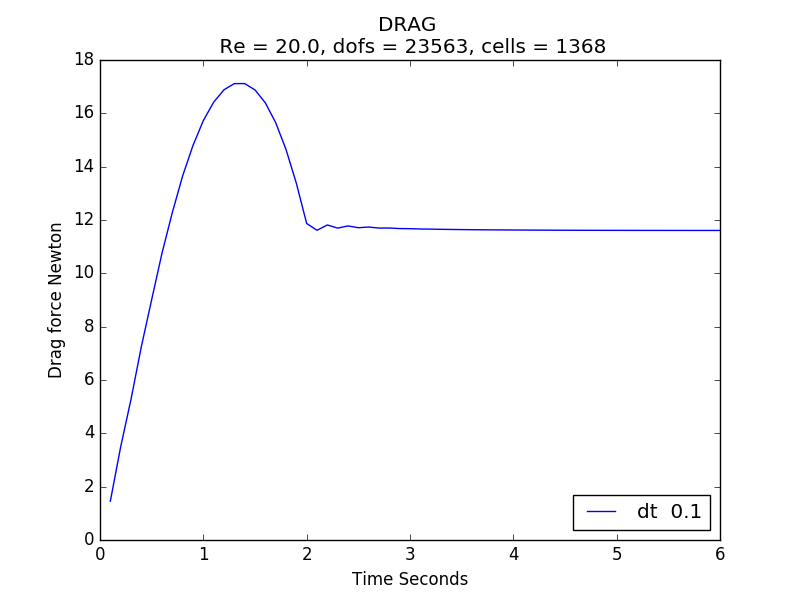 DRAG
Re = 20.0, dofs = 23563, cells = 1368
18
16
14
12
10
8
6
4
2
0
Drag force Newton
dt 0.1
0 1 2 3 4 5 6
Time Seconds